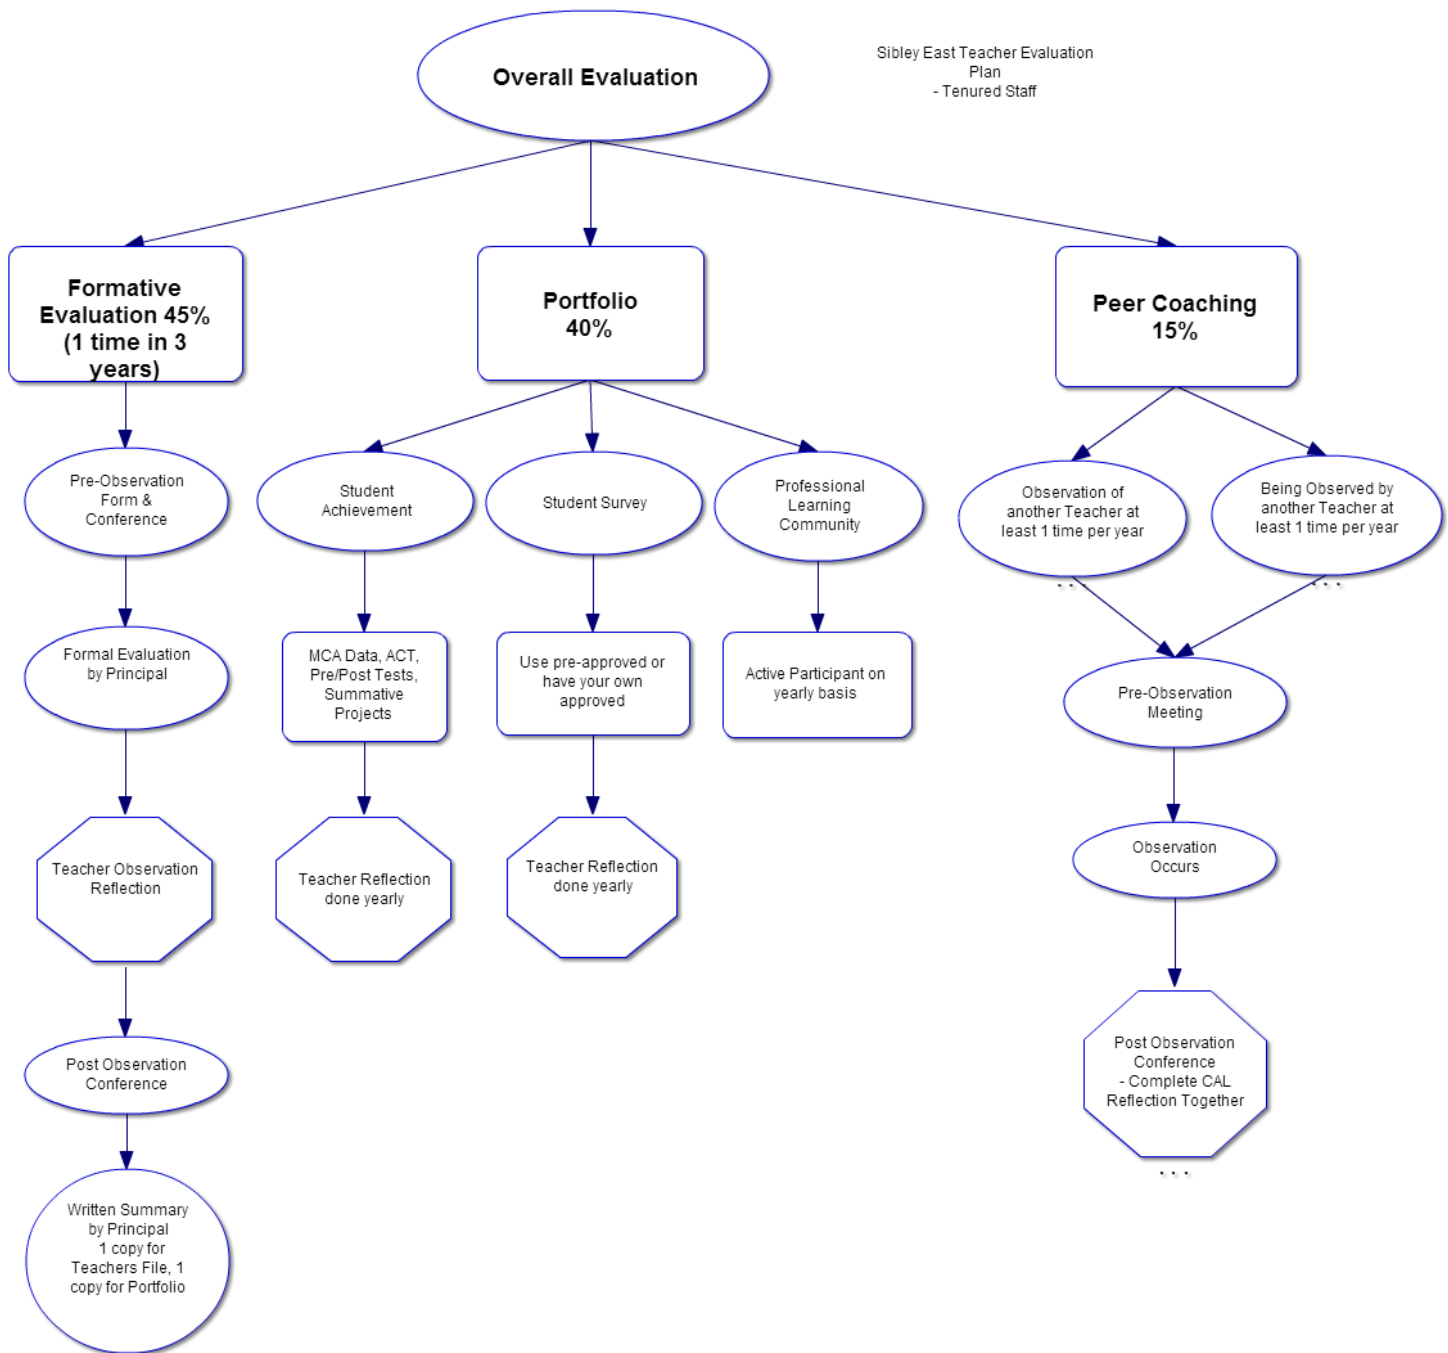 Overall Evaluation
Sibley East Teacher Evaluation
Plan
- Tenured Staff
Formative
Evaluation 45%
(1 time in 3
years)
Portfolio
40%
Peer Coaching
15%
Pre-Observation
Form &
Conference
Student
Achievement
Student Survey
Professional
Learning
Community
Observation of
another Teacher at
least 1 time per year
. . .
Being Observed by
another Teacher at
least 1 time per year
. . .
Formal Evaluation
by Principal
MCA Data, ACT,
Pre/Post Tests,
Summative
Projects
Use pre-approved or
have your own
approved
Active Participant on
yearly basis
Pre-Observation
Meeting
Teacher Observation
Reflection
Teacher Reflection
done yearly
Teacher Reflection
done yearly
Observation
Occurs
Post Observation
Conference
Post Observation
Conference
- Complete CAL
Reflection Together
. . .
Written Summary
by Principal
1 copy for
Teachers File, 1
copy for Portfolio